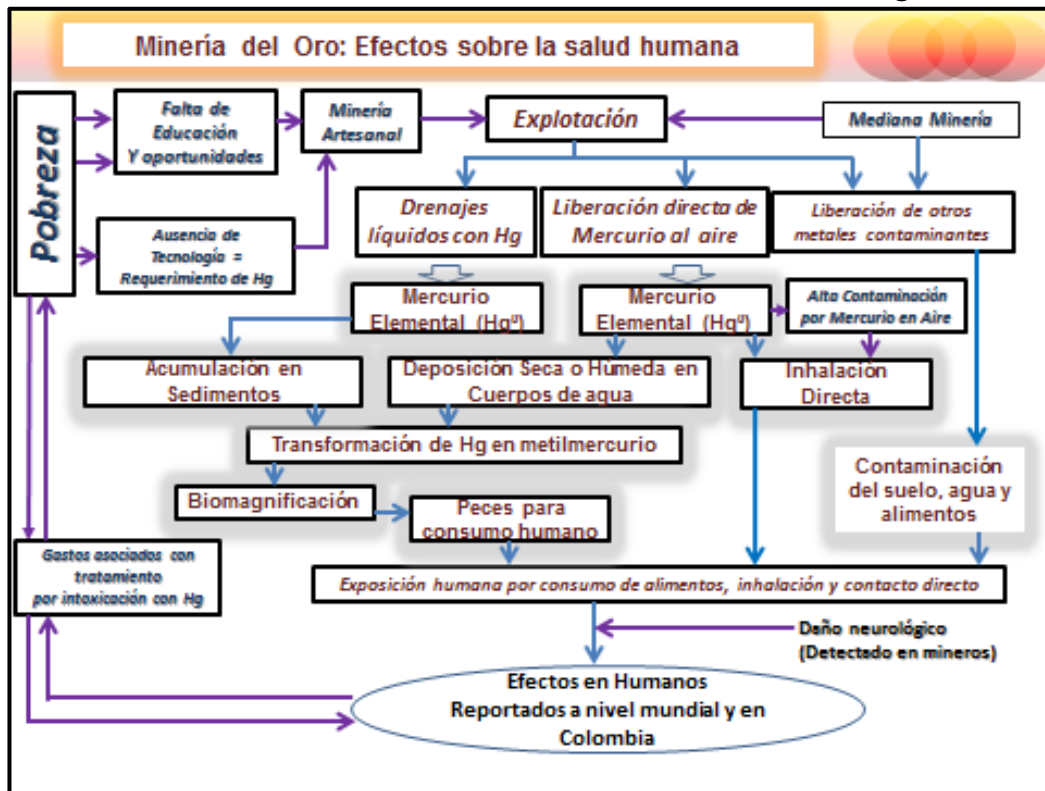 Minería del Oro: Efectos sobre la salud humana
Pobreza
Falta de
Educación
Y oportunidades
Minería
Artesanal
Explotación
Mediana Minería
Ausencia de
Tecnología =
Requerimiento de Hg
Drenajes
líquidos con Hg
Liberación directa de
Mercurio al aire
Liberación de otros
metales contaminantes
Mercurio
Elemental (Hgº)
Mercurio
Elemental (Hgº)
Alta Contaminación
por Mercurio en Aire
Acumulación en
Sedimentos
Deposición Seca o Húmeda en
Cuerpos de agua
Inhalación
Directa
Transformación de Hg en metilmercurio
Biomagnificación
Peces para
consumo humano
Contaminación
del suelo, agua y
alimentos
Gastos asociados con
tratamiento
por intoxicación con Hg
Exposición humana por consumo de alimentos, inhalación y contacto directo
Daño neurológico
(Detectado en mineros)
Efectos en Humanos
Reportados a nivel mundial y en
Colombia